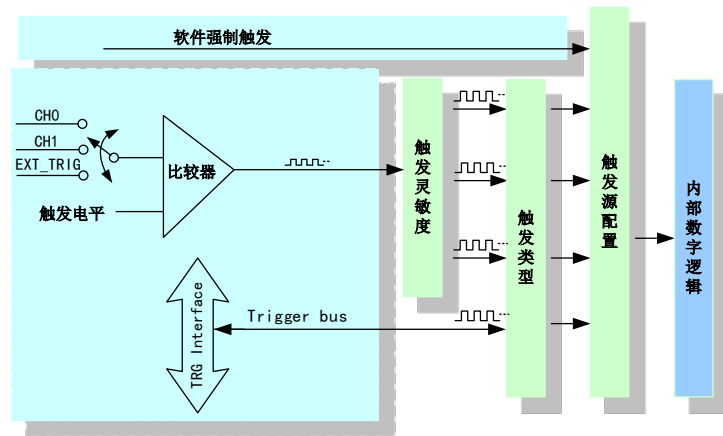 软件强制触发
CH0
CH1
EXT_TRIG
触发电平
比较器
触发灵敏度
触发类型
触发源配置
内部数字逻辑
Trigger bus
TRG Interface